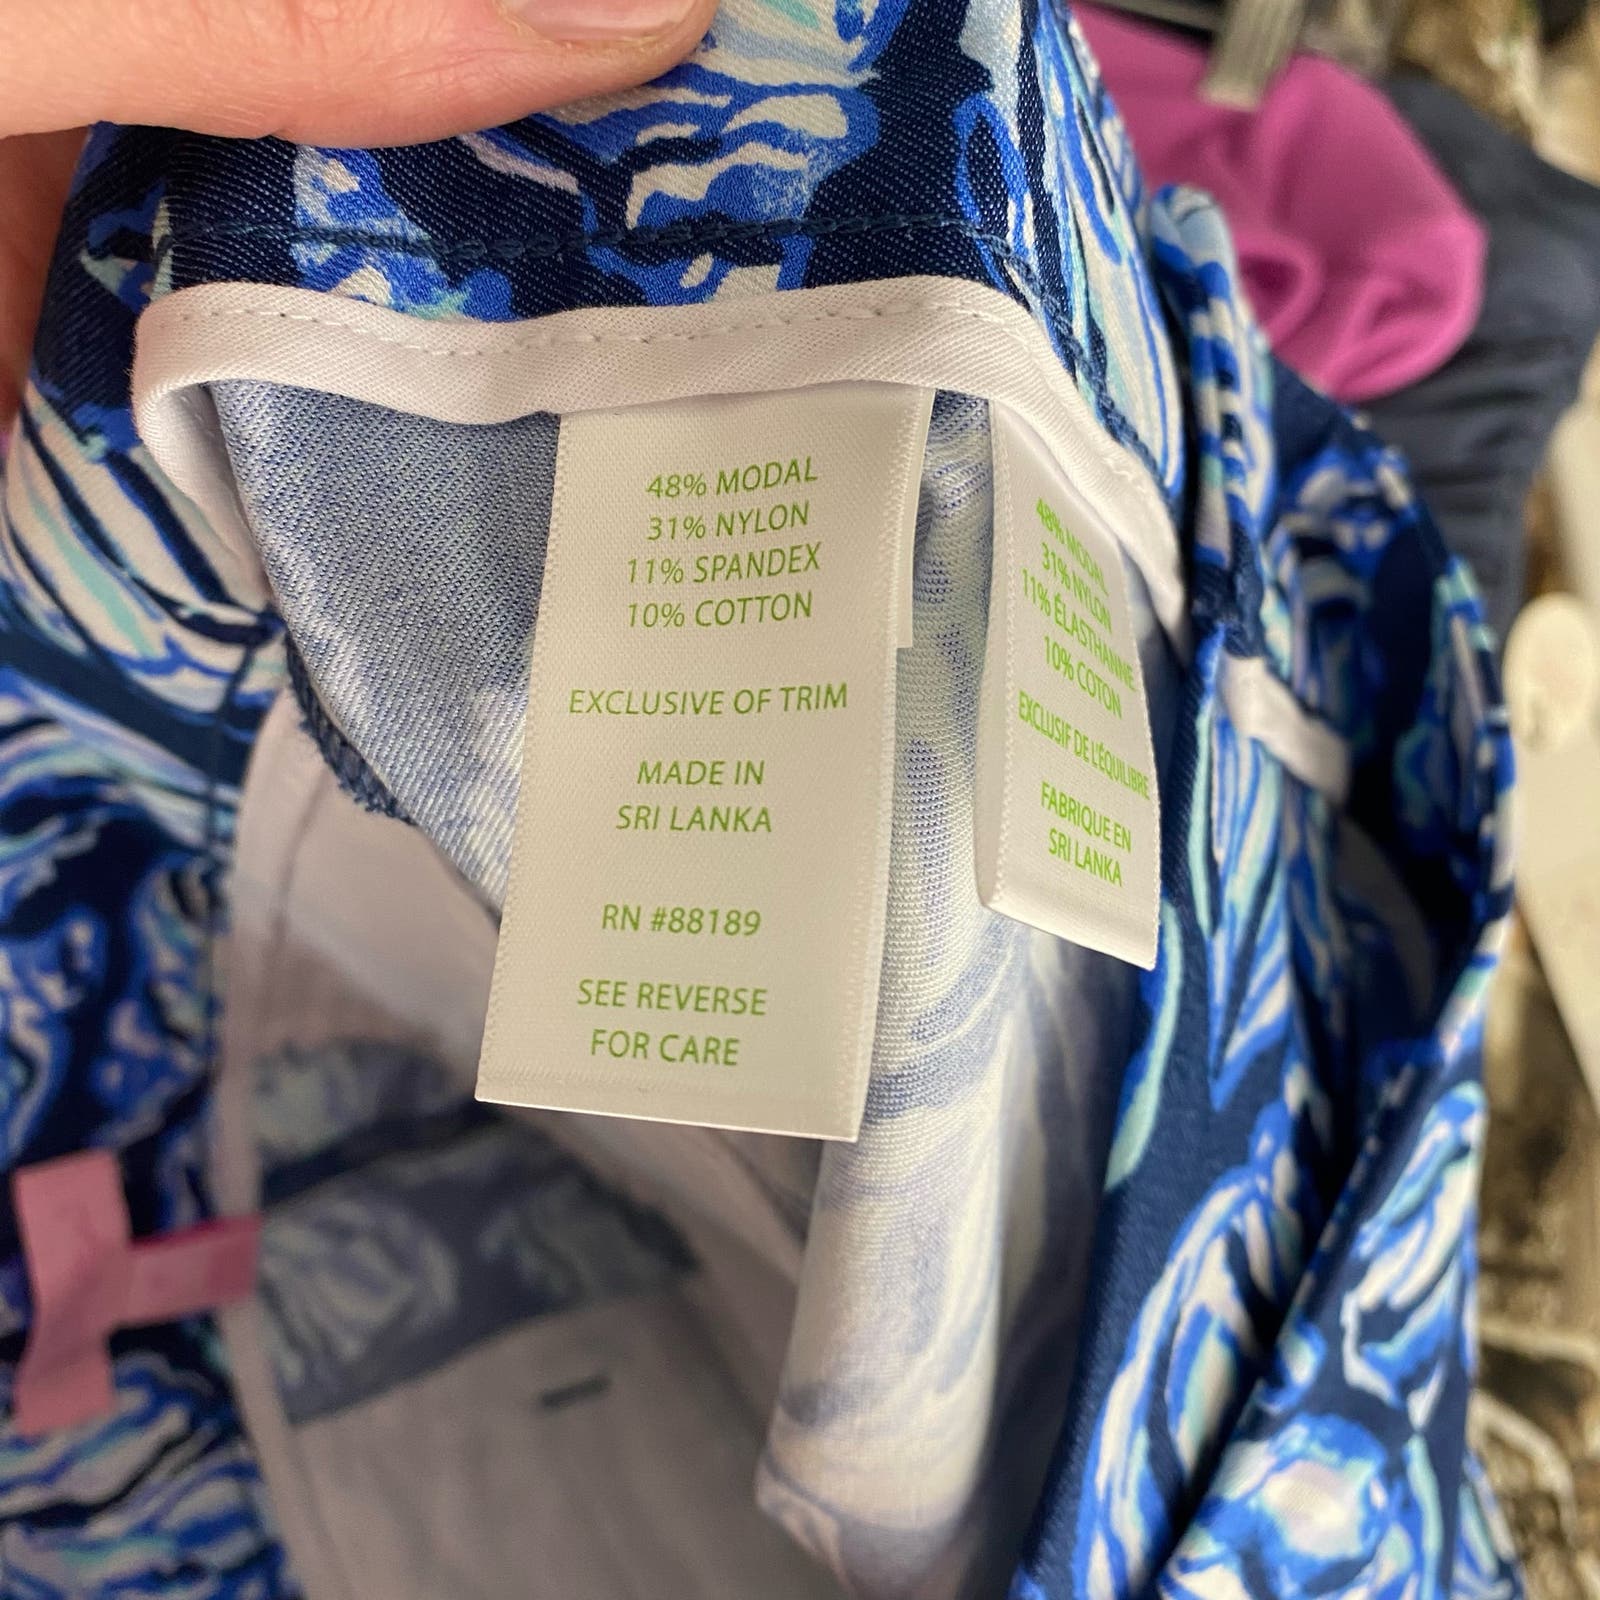 48% MODAL
31% NYLON
11% SPANDEX
10% COTTON
EXCLUSIVE OF TRIM
MADE IN
SRI LANKA
RN #88189
SEE REVERSE
FOR CARE
48% MODAL
31% NYLON
11% ÉLASTHANNE
10% COTON
EXCLUSIF DE L'ÉQUILIBRE
FABRIQUE EN
SRI LANKA